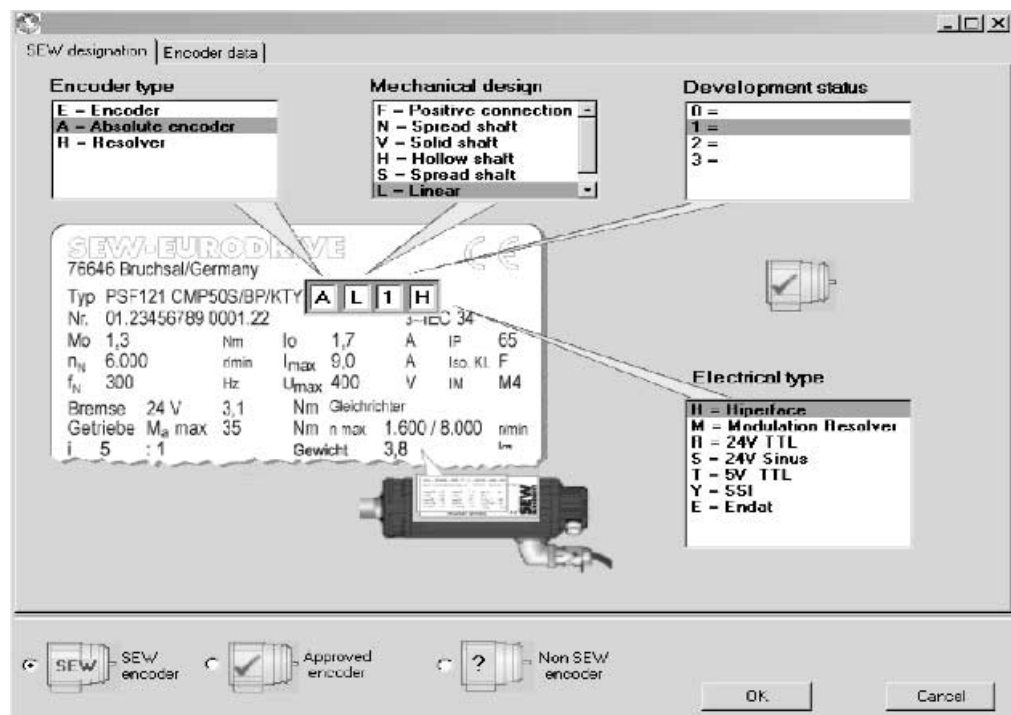 SEW designation Encoder data
Encoder type
E - Encoder
A - Absolute encoder
R - Resolver
Mechanical design
F - Positive connection
N - Spread shaft
V - Solid shaft
H - Hollow shaft
S - Spread shaft
L - Linear
Development status
0 =
1 =
2 =
3 =
SEW-EURODRIVE CE
76646 Bruchsal/Germany
Typ PSF121 CMP50S/BP/KTY A L 1 H
Nr. 01.23456789 0001.22 3~IEC 34
Mo 1,3 Nm Io 1,7 A IP 65
nN 6.000 r/min Imax 9,0 A Iso. Kl. F
fN 300 Hz Umax 400 V IM M4
Bremse 24 V 3,1 Nm Gleichrichter
Getriebe Ma max 35 Nm n max 1.600 / 8.000 r/min
i 5 :1 Gewicht 3,8
Electrical type
H = Hiperface
M = Modulation Resolver
R = 24V TTL
S = 24V Sinus
T = 5V TTL
Y = SSI
E = Endat
SEW
SEW SEW encoder
Approved encoder
? Non SEW encoder
OK Cancel